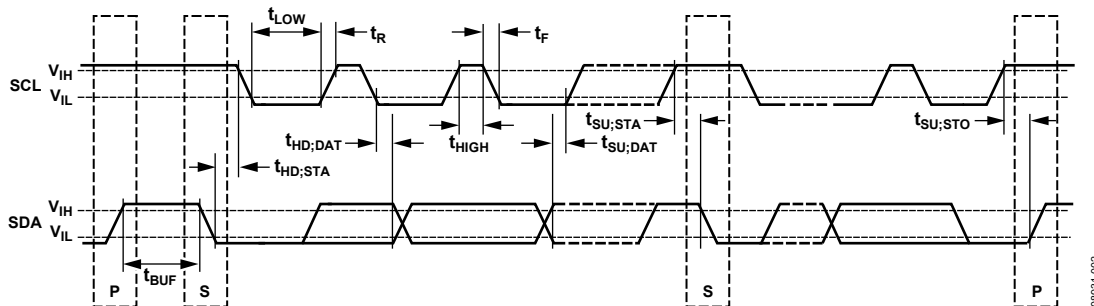 tLOW
tR
tF
VIH
SCL
VIL
tSU;STA
tSU;STO
tHD;DAT
tHIGH
tSU;DAT
tHD;STA
VIH
SDA
VIL
tBUF
P
S
S
P